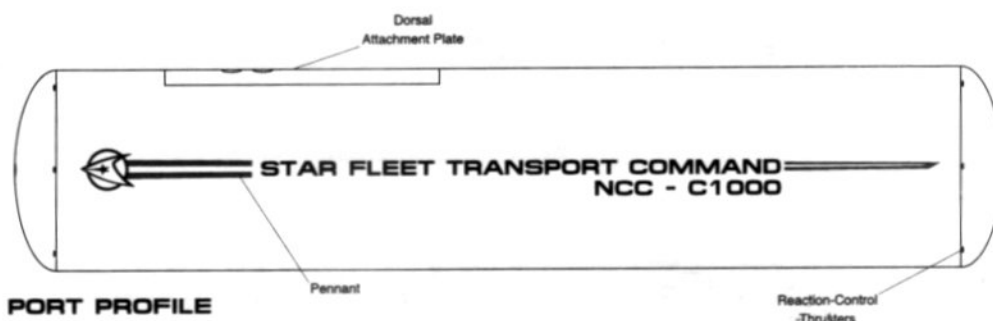 Dorsal
Attachment Plate
STAR FLEET TRANSPORT COMMAND
NCC - C1000
Pennant
PORT PROFILE
Reaction-Control
-Thrusters